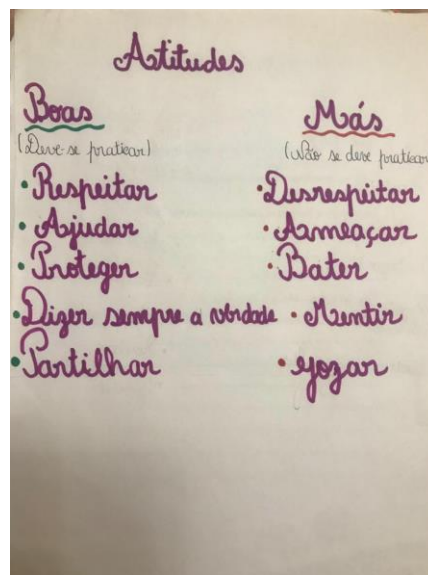 Atitudes
Boas
(Deve-se praticar)
• Respeitar
• Ajudar
• Proteger
• Dizer sempre a verdade
• Partilhar
Más
(Não se deve praticar
• Desrespeitar
• Ameaçar
• Bater
• Mentir
• Gozar